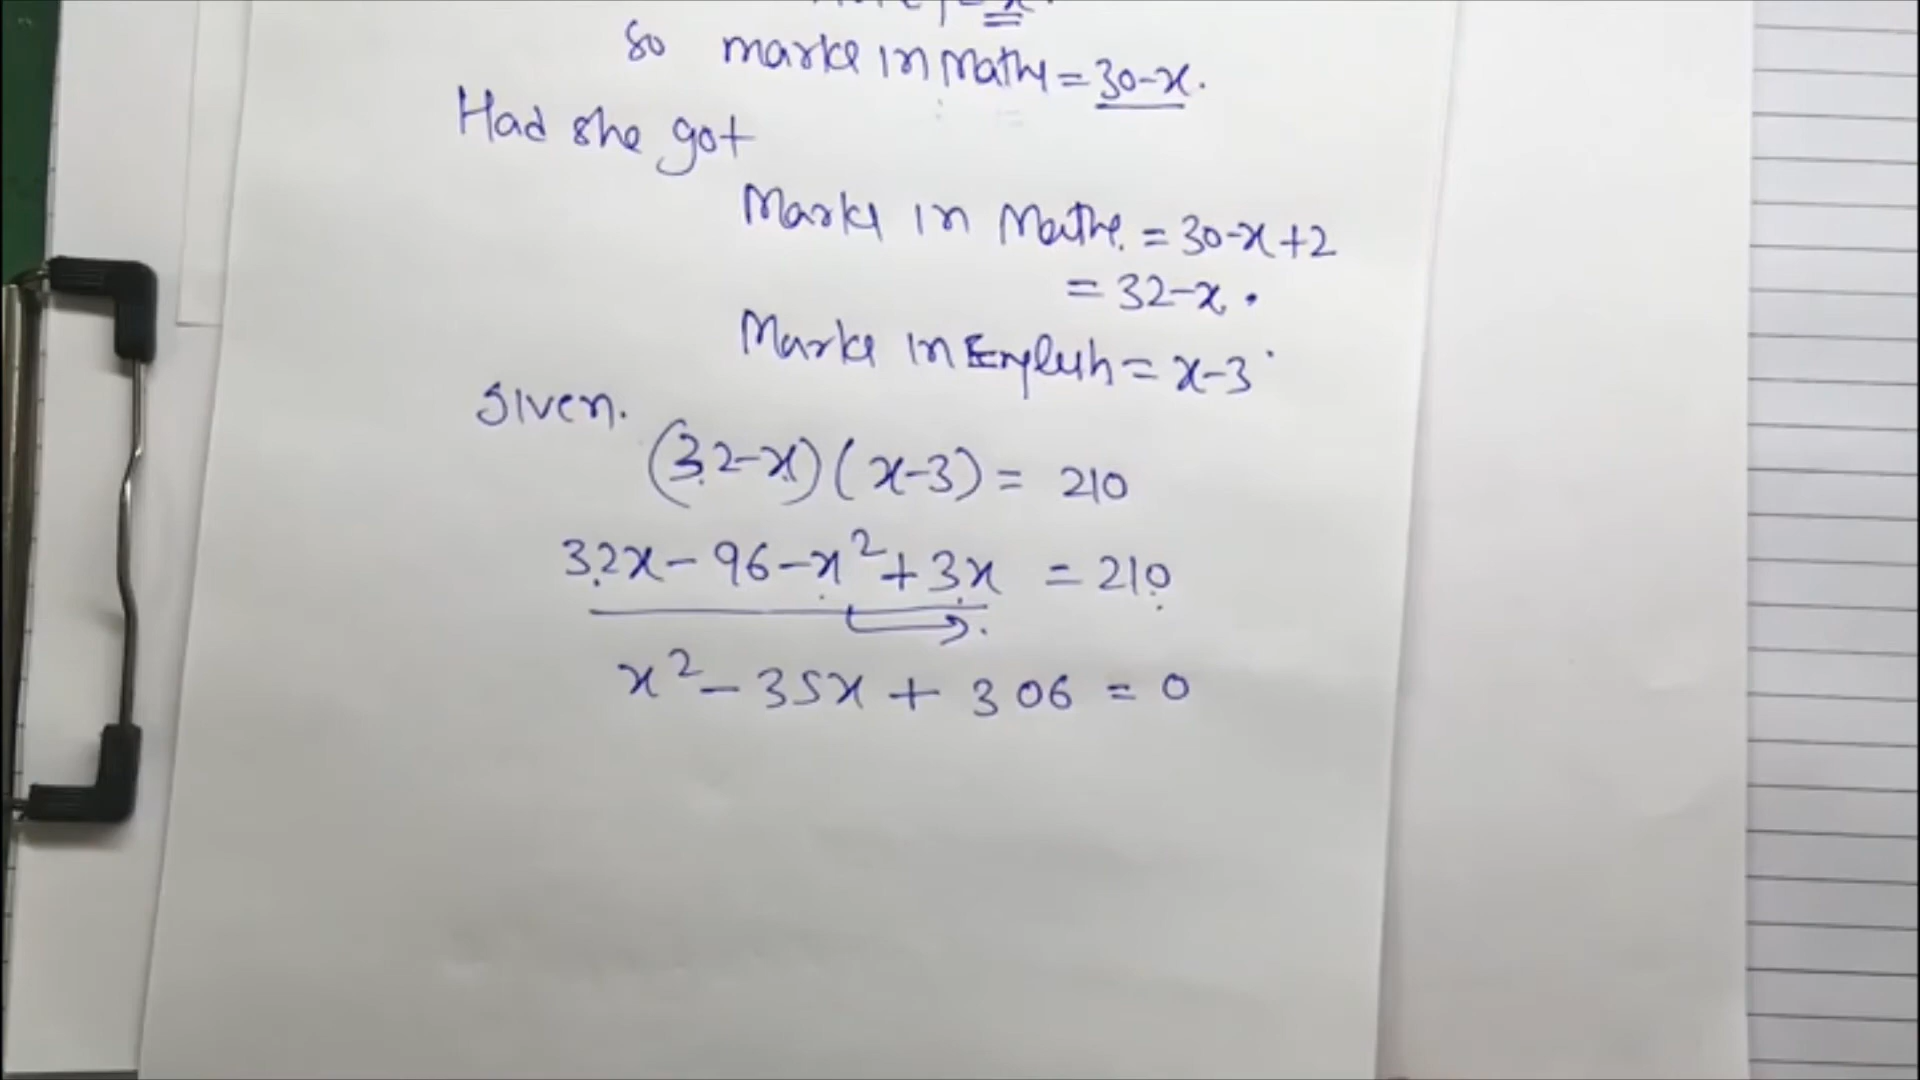 So marks in Maths = 30-x.
Had she got
Marks in Maths. = 30-x+2
= 32-x.
Marks in English = x-3
Given.
(32-x)(x-3) = 210
32x-96-x²+3x = 210
x²-35x+306 = 0